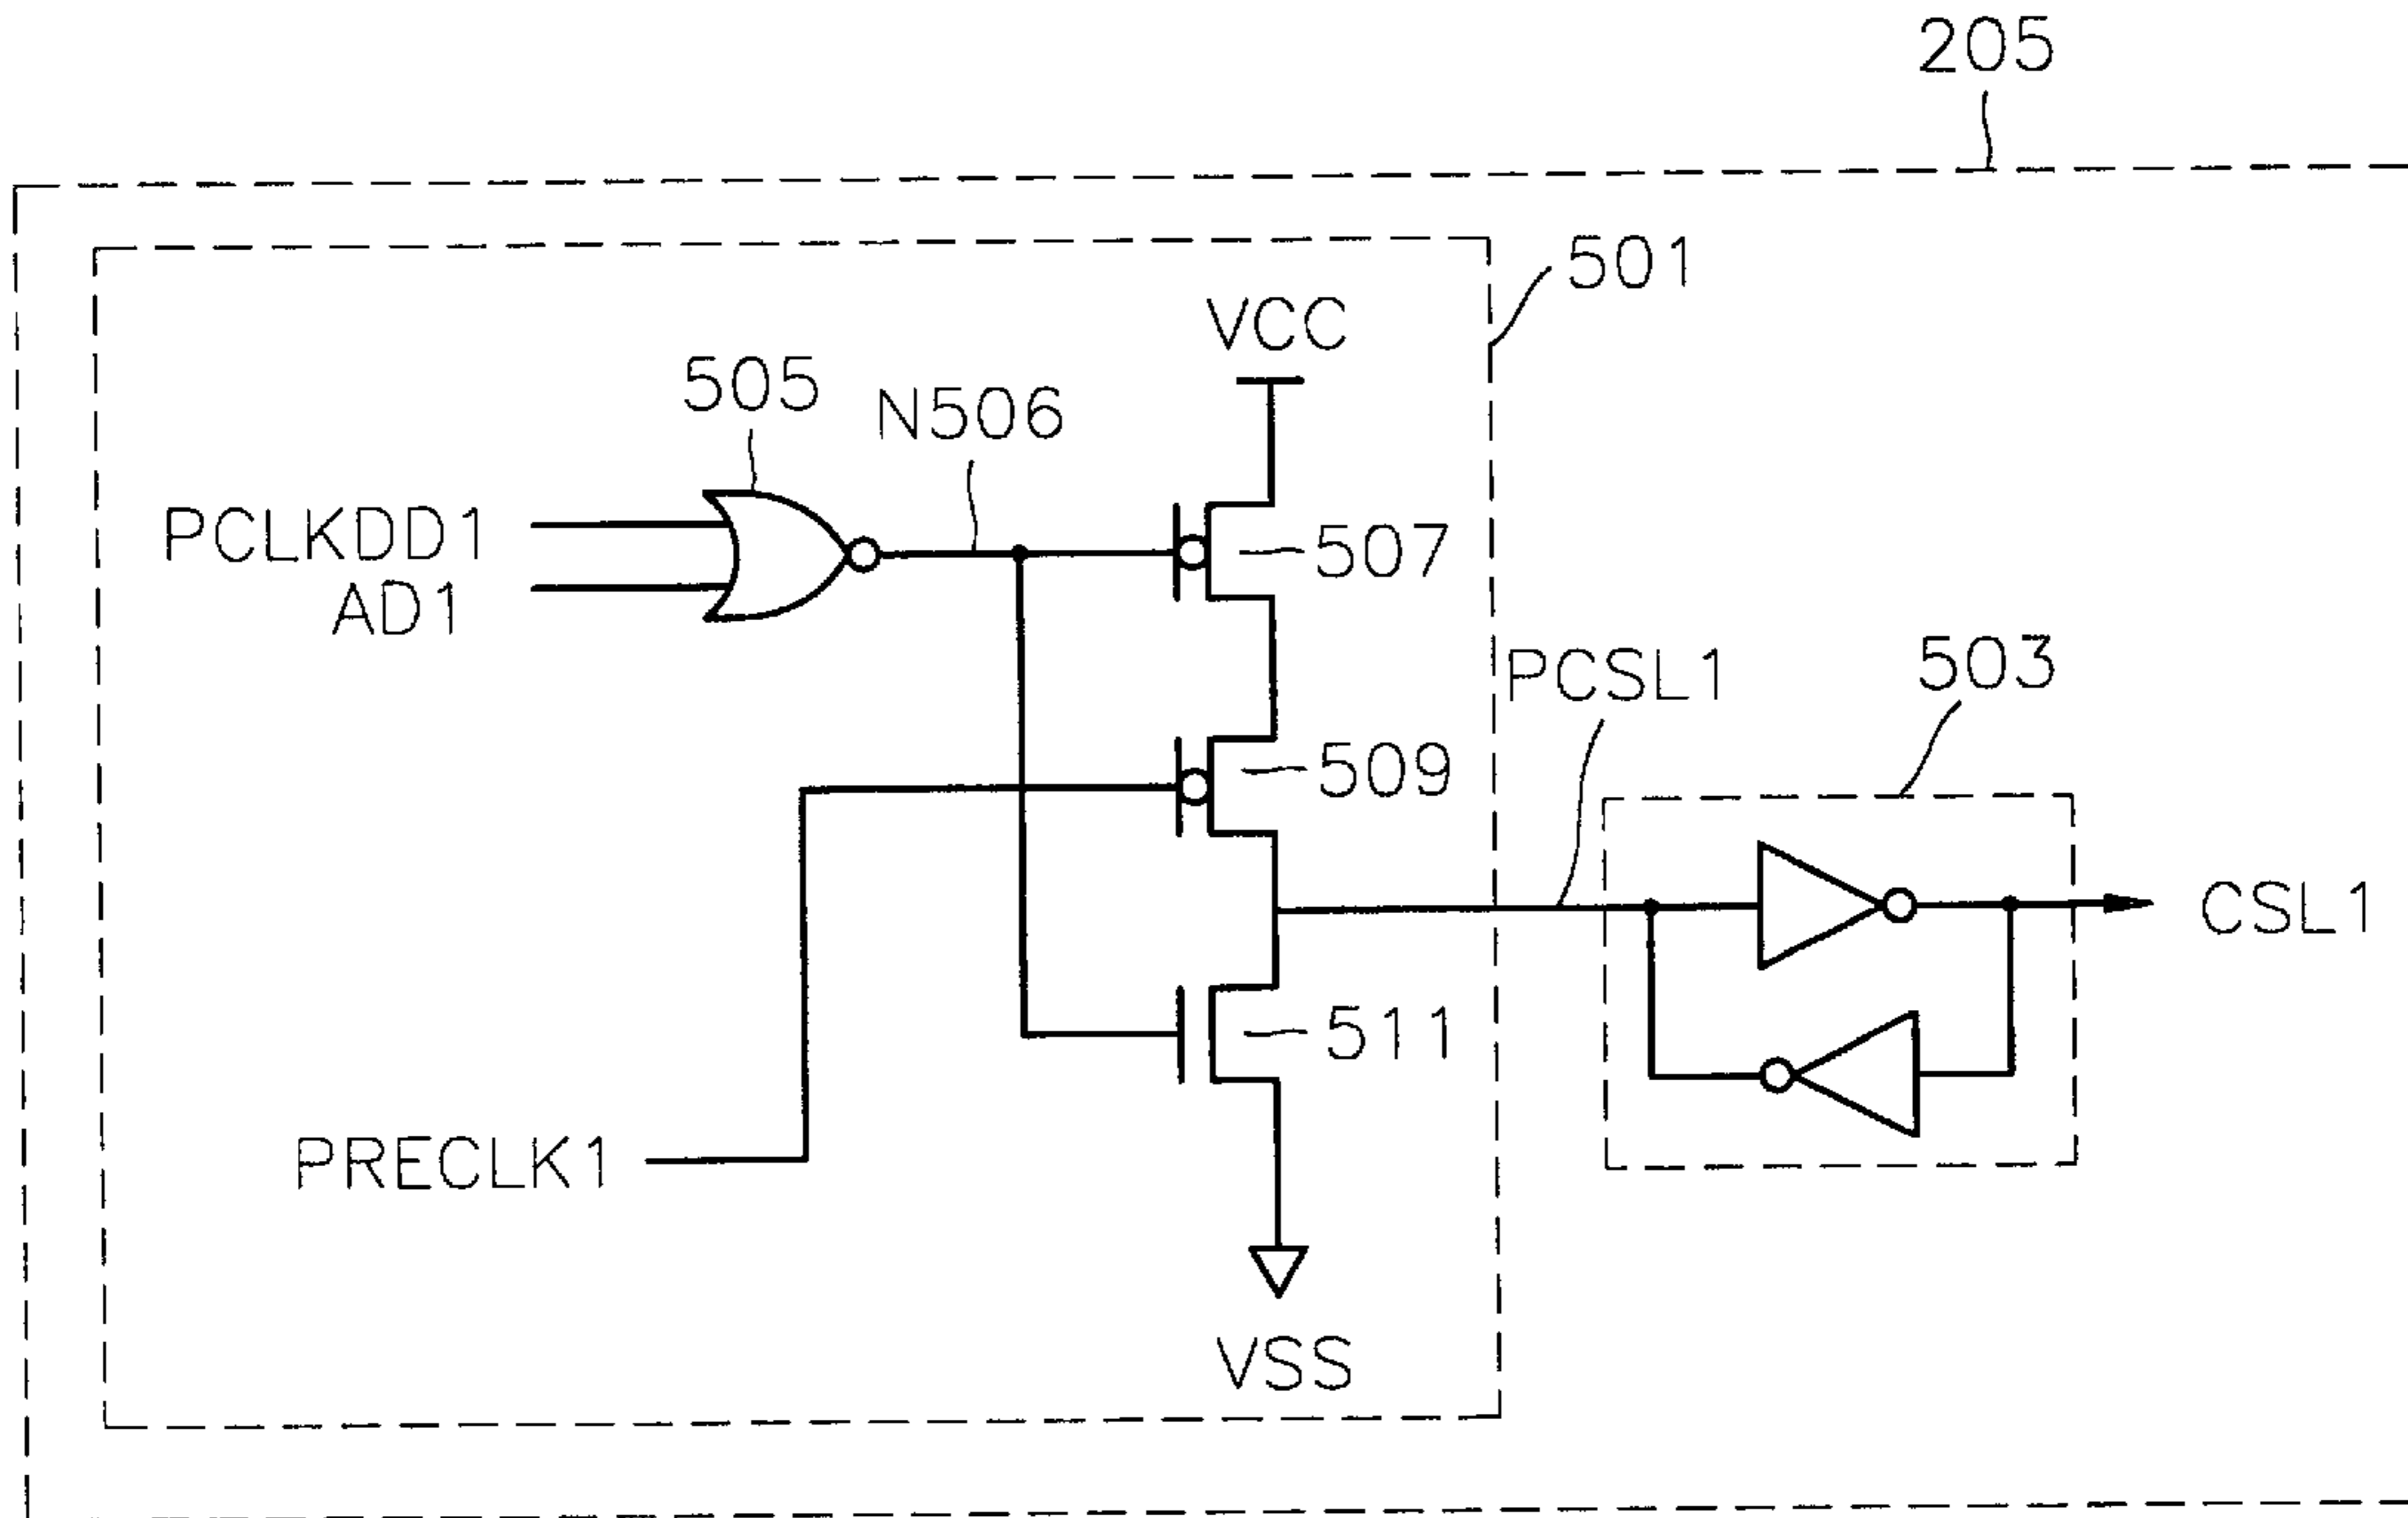 205
501
VCC
505
N506
PCLKDD1
507
AD1
PCSL1
503
509
CSL1
511
PRECLK1
VSS